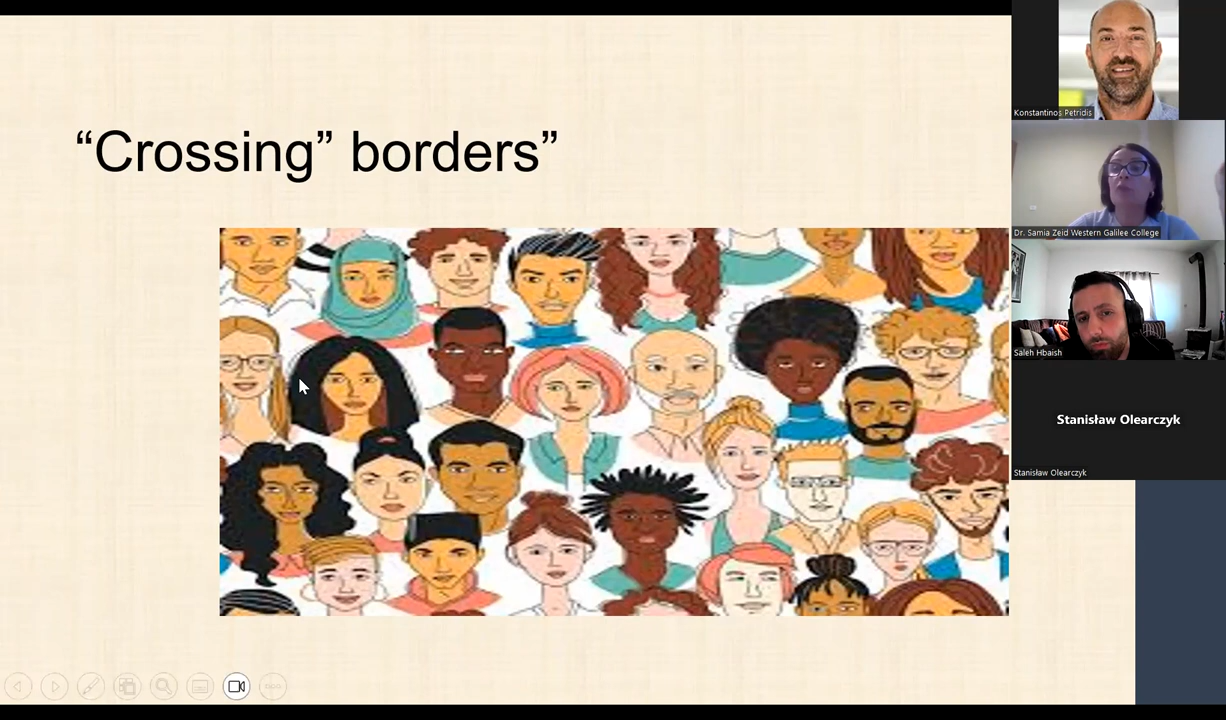 “Crossing” borders”
Konstantinos Petridis
Dr. Samia Zeid Western Galilee College
Saleh Hbaish
Stanisław Olearczyk
Stanisław Olearczyk